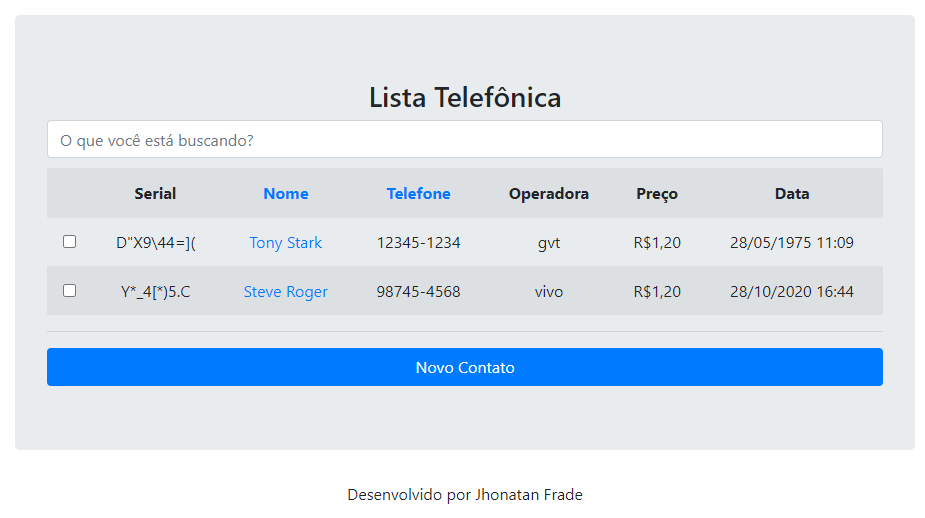 Lista Telefônica
O que você está buscando?
Serial Nome Telefone Operadora Preço Data
D"X9\44=]( Tony Stark 12345-1234 gvt R$1,20 28/05/1975 11:09
Y*_4[*)5.C Steve Roger 98745-4568 vivo R$1,20 28/10/2020 16:44
Novo Contato
Desenvolvido por Jhonatan Frade